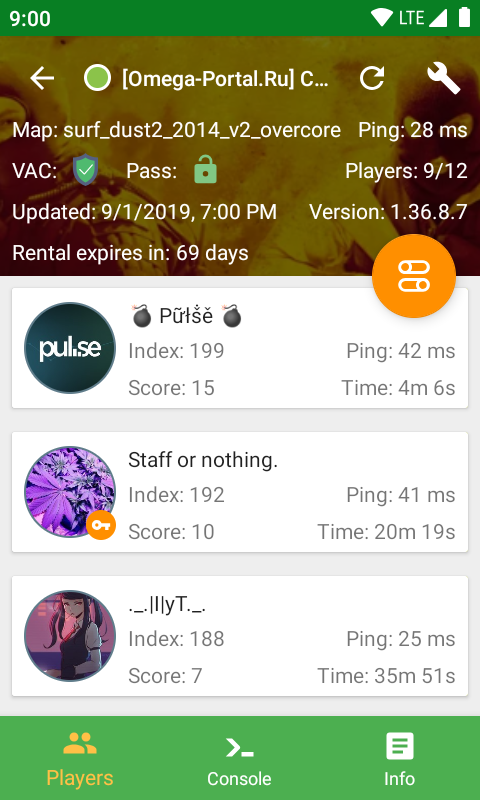 9:00 LTE
[Omega-Portal.Ru] C...
Map: surf_dust2_2014_v2_overcore Ping: 28 ms
VAC: Pass: Players: 9/12
Updated: 9/1/2019, 7:00 PM Version: 1.36.8.7
Rental expires in: 69 days
pul.se
💣 Pữłṩě 💣
Index: 199 Ping: 42 ms
Score: 15 Time: 4m 6s
Staff or nothing.
Index: 192 Ping: 41 ms
Score: 10 Time: 20m 19s
._.|I|yT._.
Index: 188 Ping: 25 ms
Score: 7 Time: 35m 51s
Players Console Info